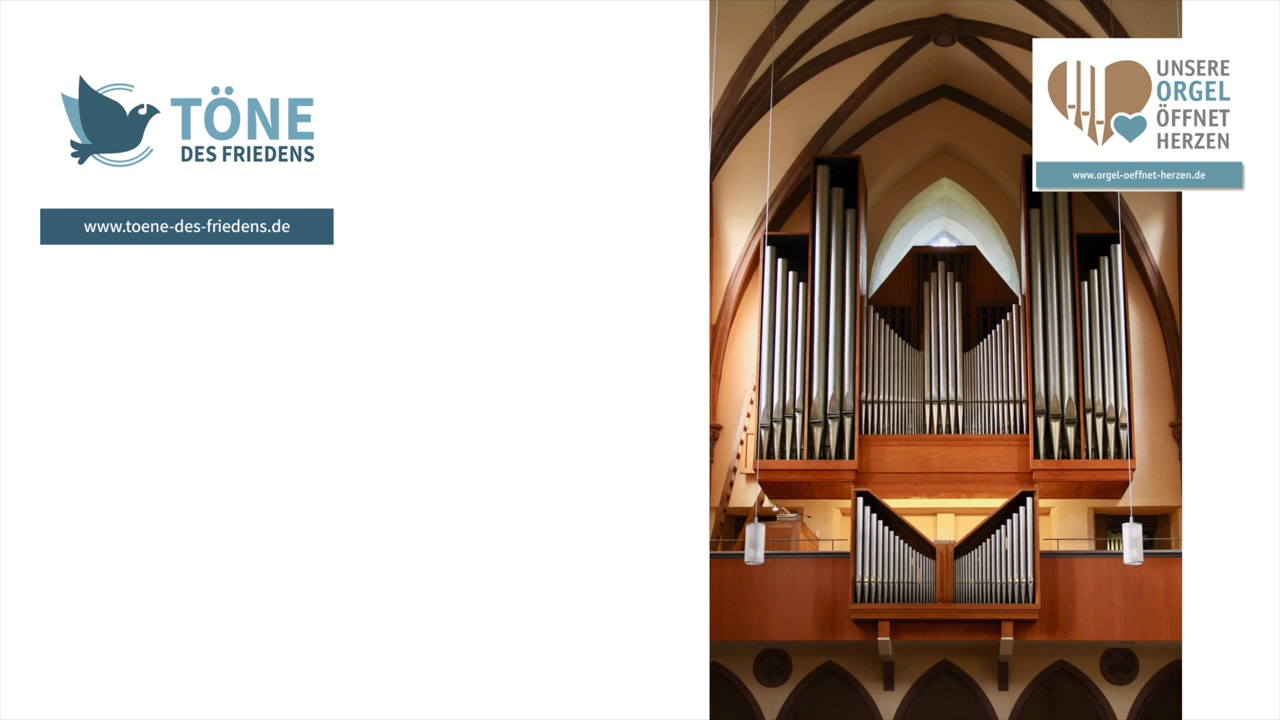 TÖNE
DES FRIEDENS
www.toene-des-friedens.de
UNSERE
ORGEL
ÖFFNET
HERZEN
www.orgel-oeffnet-herzen.de